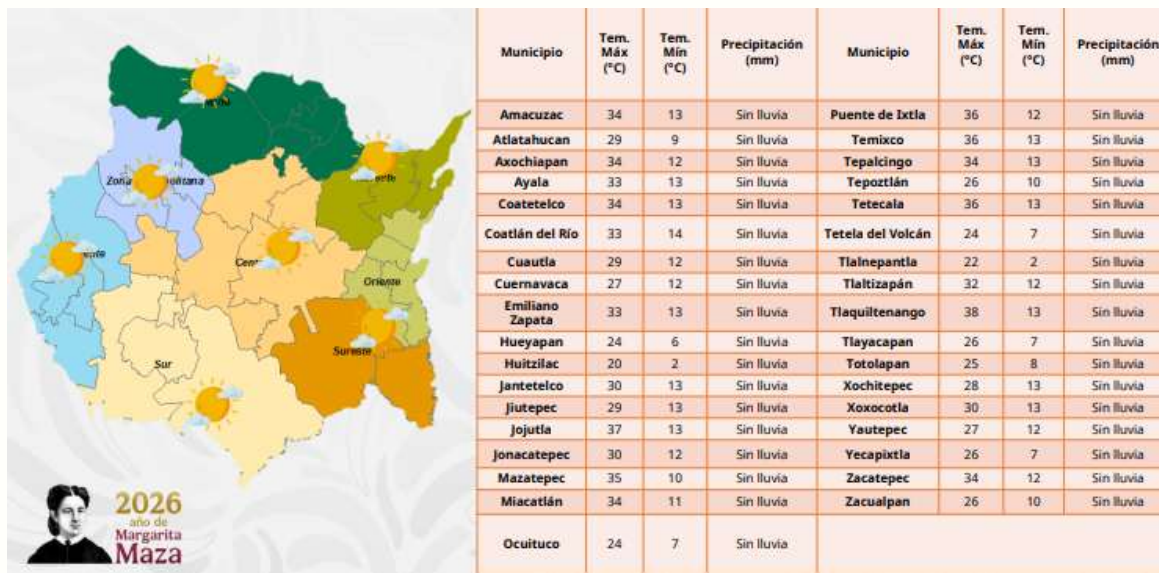 Zona
Sur
Sureste
Oriente
2026
año de
Margarita
Maza
Municipio Tem. Máx (°C) Tem. Mín (°C) Precipitación (mm) Municipio Tem. Máx (°C) Tem. Mín (°C) Precipitación (mm)
Amacuzac 34 13 Sin lluvia Puente de Ixtla 36 12 Sin lluvia
Atlatahucan 29 9 Sin lluvia Temixco 36 13 Sin lluvia
Axochiapan 34 12 Sin lluvia Tepalcingo 34 13 Sin lluvia
Ayala 33 13 Sin lluvia Tepoztlán 26 10 Sin lluvia
Coatetelco 34 13 Sin lluvia Tetecala 36 13 Sin lluvia
Coatlán del Río 33 14 Sin lluvia Tetela del Volcán 24 7 Sin lluvia
Cuautla 29 12 Sin lluvia Tlalnepantla 22 2 Sin lluvia
Cuernavaca 27 12 Sin lluvia Tlaltizapán 32 12 Sin lluvia
Emiliano Zapata 33 13 Sin lluvia Tlaquiltenango 38 13 Sin lluvia
Hueyapan 24 6 Sin lluvia Tlayacapan 26 7 Sin lluvia
Huitzilac 20 2 Sin lluvia Totolapan 25 8 Sin lluvia
Jantetelco 30 13 Sin lluvia Xochitepec 28 13 Sin lluvia
Jiutepec 29 13 Sin lluvia Xoxocotla 30 13 Sin lluvia
Jojutla 37 13 Sin lluvia Yautepec 27 12 Sin lluvia
Jonacatepec 30 12 Sin lluvia Yecapixtla 26 7 Sin lluvia
Mazatepec 35 10 Sin lluvia Zacatepec 34 12 Sin lluvia
Miacatlán 34 11 Sin lluvia Zacualpan 26 10 Sin lluvia
Ocuituco 24 7 Sin lluvia